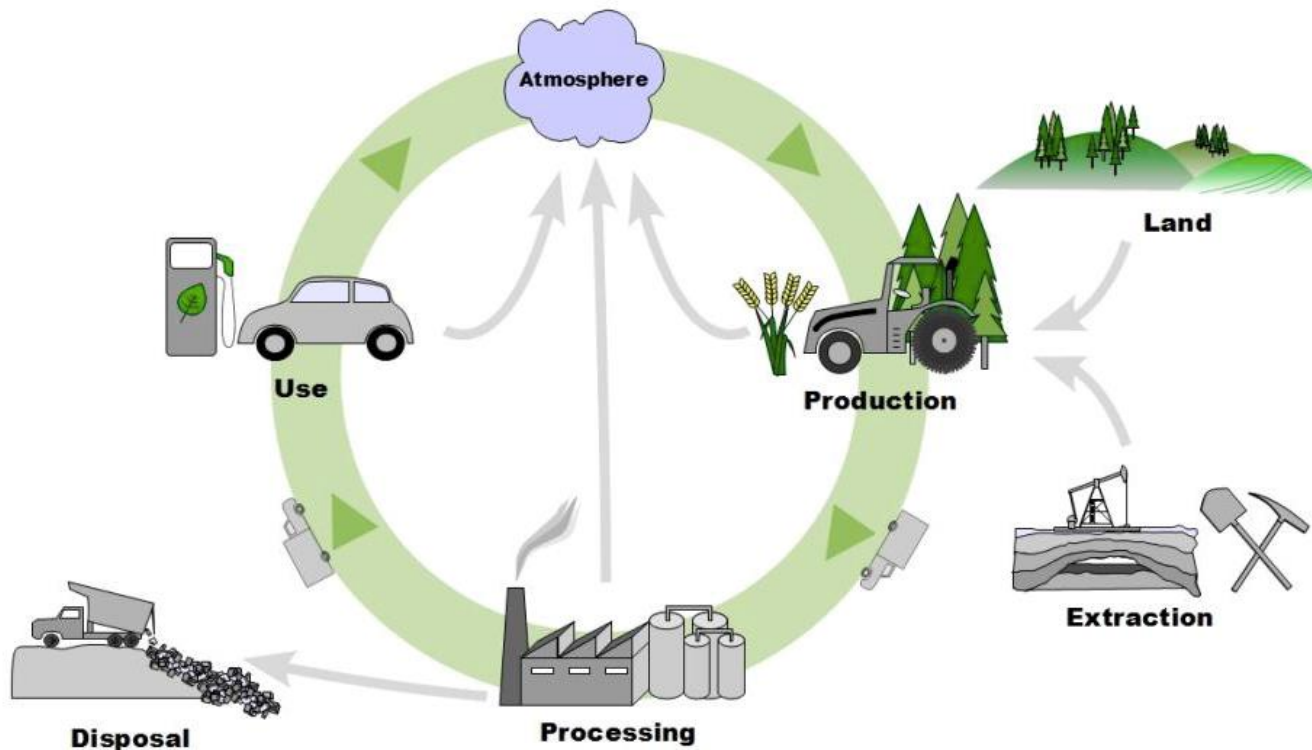 Atmosphere
Land
Use
Production
Extraction
Processing
Disposal